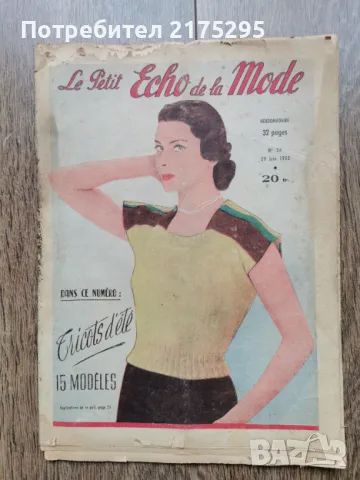 Потребител 2175295
Le Petit Echo de la Mode
HEBDOMADAIRE
32 pages
20 fr.
DANS CE NUMÉRO :
Tricots d'été
15 MODÈLES
BAZAR